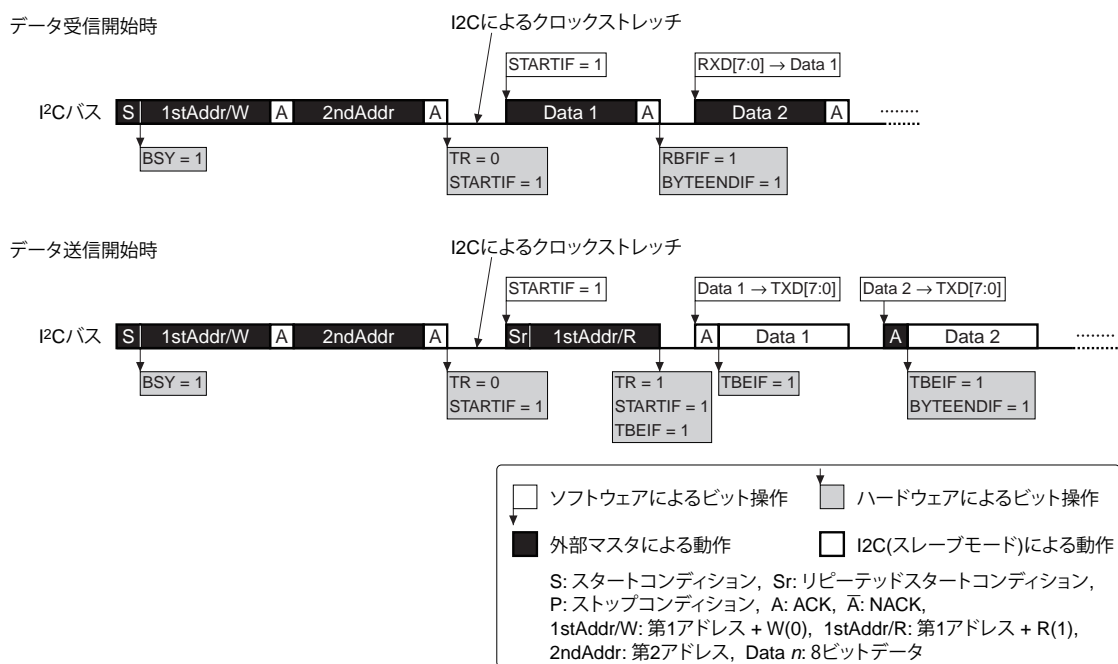 データ受信開始時
I2Cによるクロックストレッチ
STARTIF = 1
RXD[7:0] → Data 1
I²Cバス S 1stAddr/W A 2ndAddr A Data 1 A Data 2 A
BSY = 1
TR = 0
STARTIF = 1
RBFIF = 1
BYTEENDIF = 1
データ送信開始時
I2Cによるクロックストレッチ
STARTIF = 1
Data 1 → TXD[7:0]
Data 2 → TXD[7:0]
I²Cバス S 1stAddr/W A 2ndAddr A Sr 1stAddr/R A Data 1 A Data 2
BSY = 1
TR = 0
STARTIF = 1
TR = 1
STARTIF = 1
TBEIF = 1
TBEIF = 1
TBEIF = 1
BYTEENDIF = 1
ソフトウェアによるビット操作
ハードウェアによるビット操作
外部マスタによる動作
I2C(スレーブモード)による動作
S: スタートコンディション, Sr: リピーテッドスタートコンディション,
P: ストップコンディション, A: ACK, A̅: NACK,
1stAddr/W: 第1アドレス + W(0), 1stAddr/R: 第1アドレス + R(1),
2ndAddr: 第2アドレス, Data n: 8ビットデータ